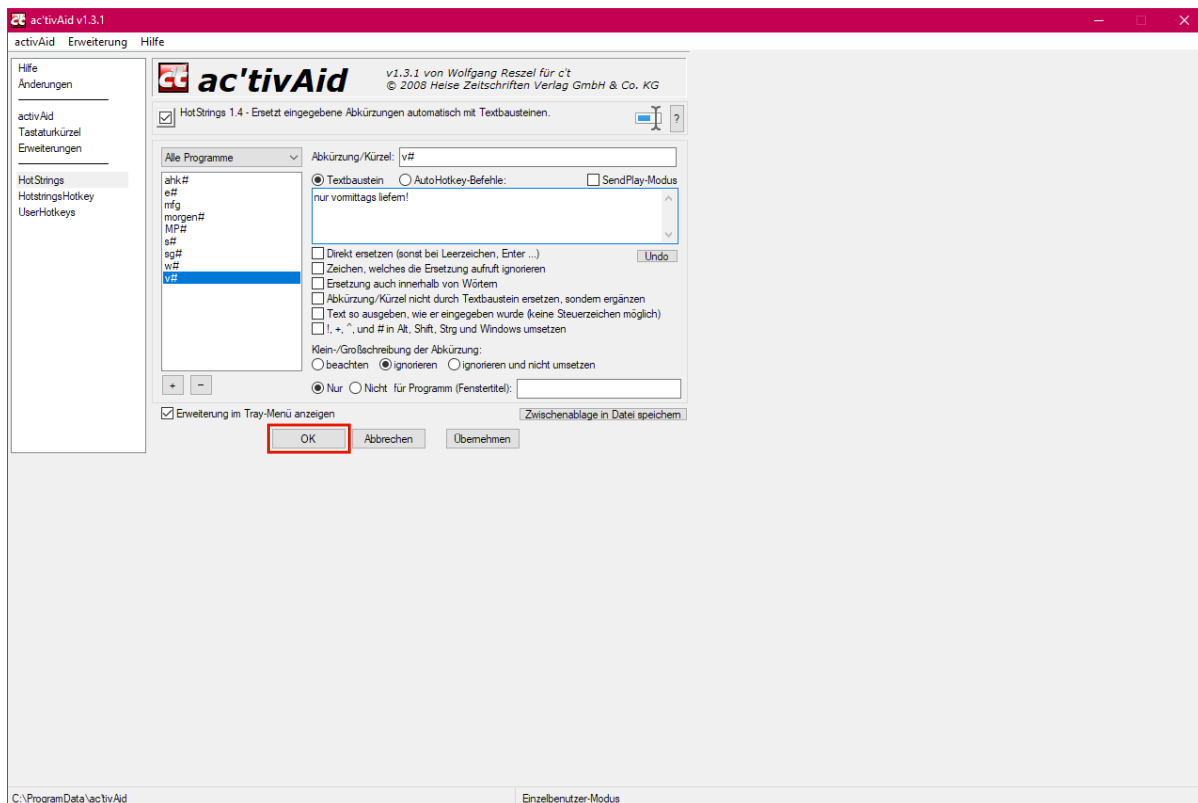 ac'tivAid v1.3.1
activAid Erweiterung Hilfe
Hilfe
Änderungen
activAid
Tastaturkürzel
Erweiterungen
HotStrings
HotstringsHotkey
UserHotkeys
c't ac'tivAid
v1.3.1 von Wolfgang Reszel für c't
© 2008 Heise Zeitschriften Verlag GmbH & Co. KG
HotStrings 1.4 - Ersetzt eingegebene Abkürzungen automatisch mit Textbausteinen.
?
Alle Programme
ahk#
e#
mfg
morgen#
MP#
s#
sg#
w#
v#
+ −
Abkürzung/Kürzel: v#
Textbaustein AutoHotkey-Befehle: SendPlay-Modus
nur vormittags liefern!
Direkt ersetzen (sonst bei Leerzeichen, Enter ...) Undo
Zeichen, welches die Ersetzung aufruft ignorieren
Ersetzung auch innerhalb von Wörtern
Abkürzung/Kürzel nicht durch Textbaustein ersetzen, sondern ergänzen
Text so ausgeben, wie er eingegeben wurde (keine Steuerzeichen möglich)
!, +, ^, und # in Alt, Shift, Strg und Windows umsetzen
Klein-/Großschreibung der Abkürzung:
beachten ignorieren ignorieren und nicht umsetzen
Nur Nicht für Programm (Fenstertitel):
Erweiterung im Tray-Menü anzeigen Zwischenablage in Datei speichern
OK Abbrechen Übernehmen
C:\ProgramData\ac'tivAid Einzelbenutzer-Modus